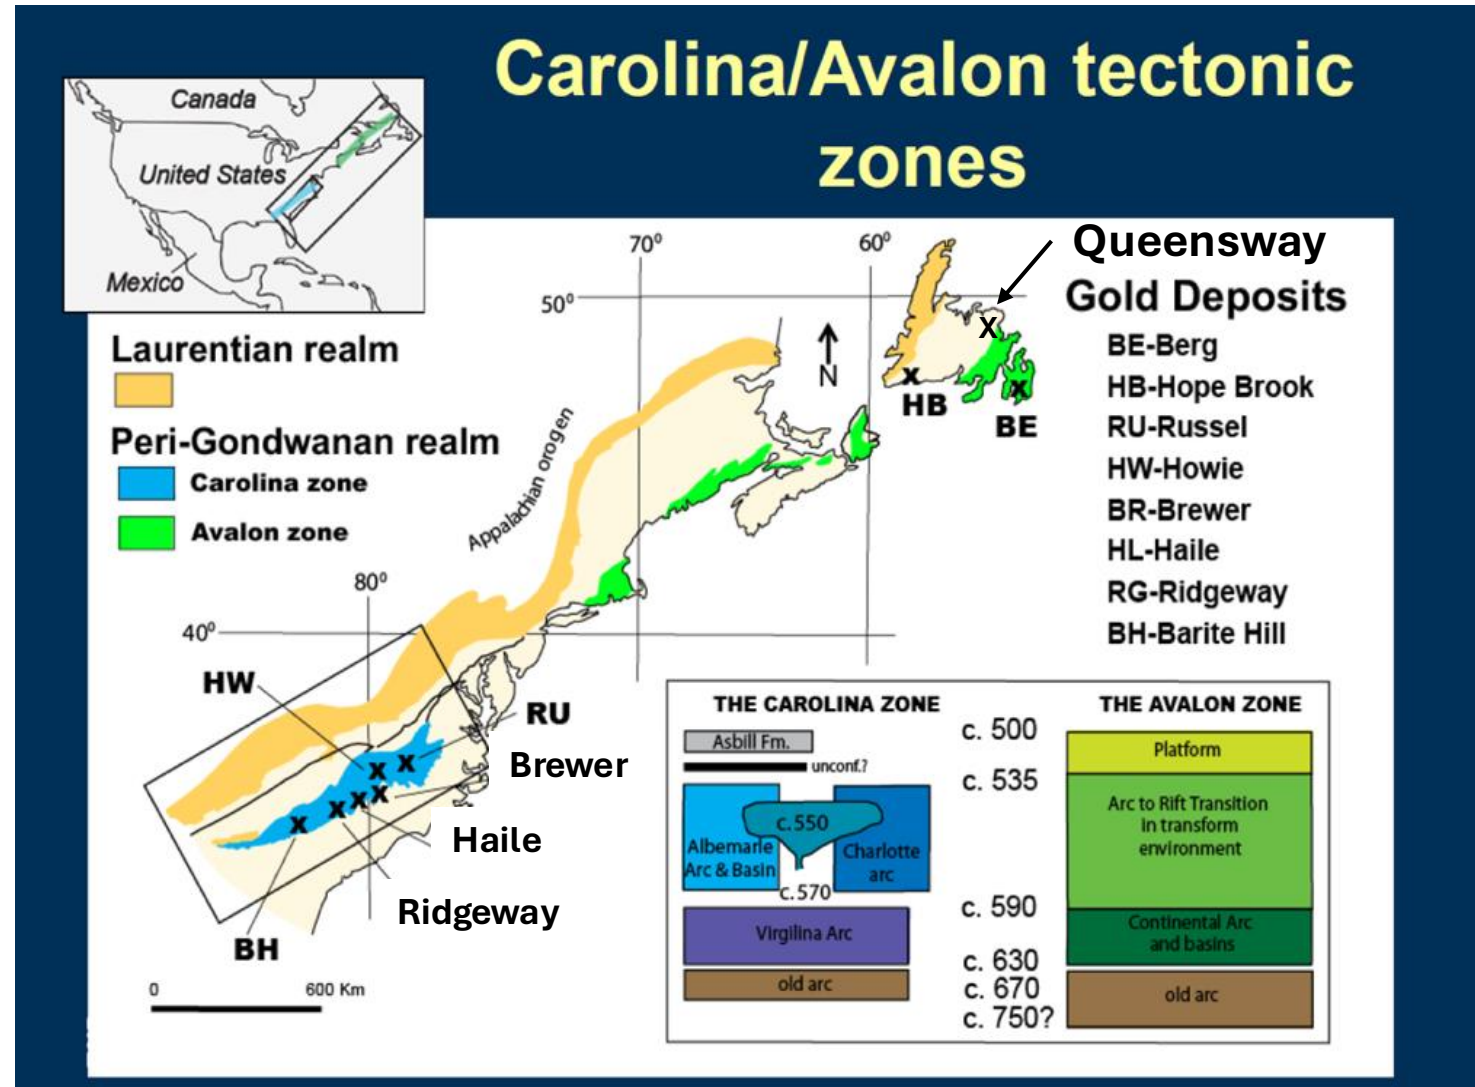 Carolina/Avalon tectonic
zones
Canada
United States
Mexico
70⁰
60⁰
50⁰
Queensway
Gold Deposits
X
BE-Berg
HB-Hope Brook
RU-Russel
HW-Howie
BR-Brewer
HL-Haile
RG-Ridgeway
BH-Barite Hill
Laurentian realm
Peri-Gondwanan realm
Carolina zone
Avalon zone
N
x
HB
x
BE
Appalachian orogen
80⁰
40⁰
HW
RU
Brewer
Haile
Ridgeway
BH
x
x
x
x
x
x
0
600 Km
THE CAROLINA ZONE
THE AVALON ZONE
Asbill Fm.
unconf.?
c.550
Albemarle
Arc & Basin
Charlotte
arc
c.570
Virgilina Arc
old arc
c. 500
c. 535
c. 590
c. 630
c. 670
c. 750?
Platform
Arc to Rift Transition
in transform
environment
Continental Arc
and basins
old arc